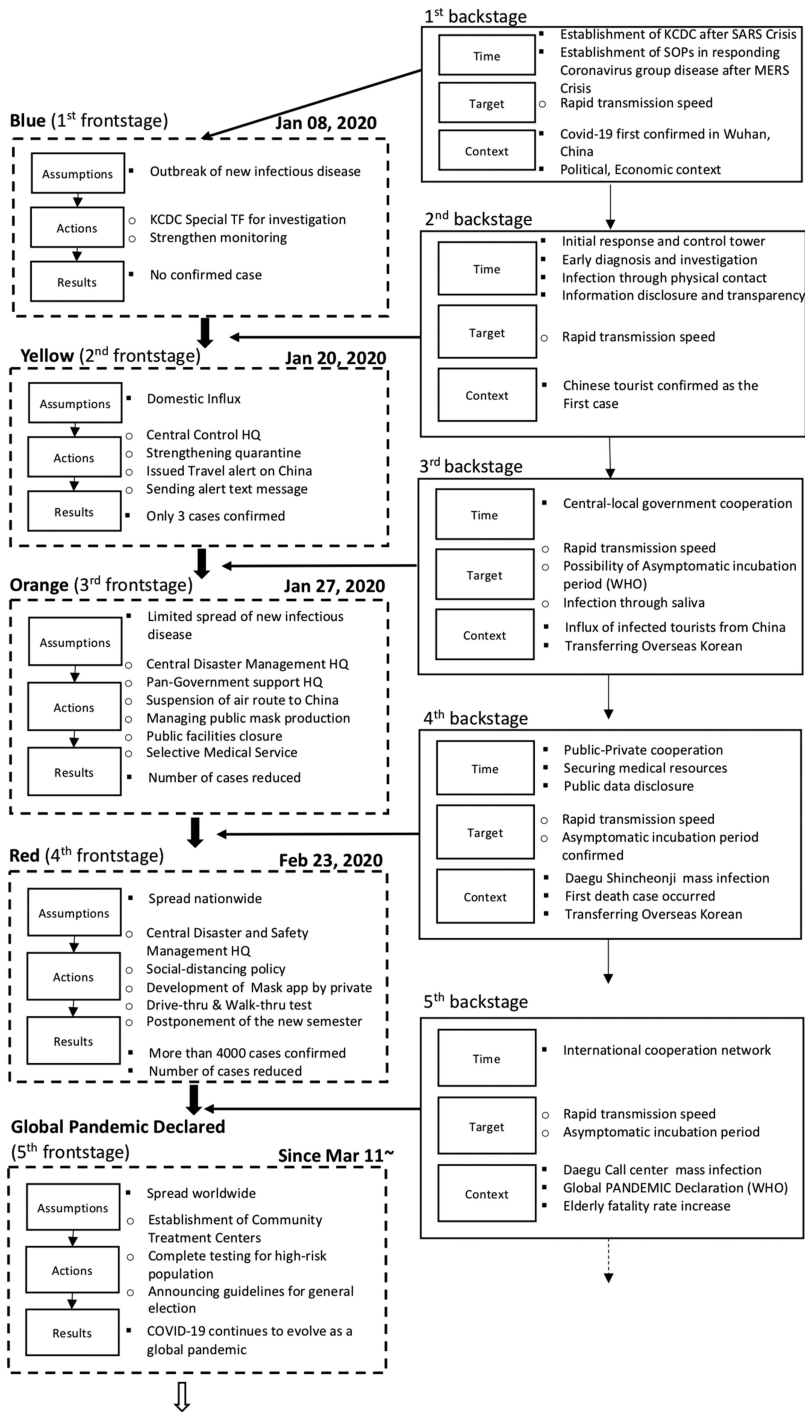 1st backstage
Time
■ Establishment of KCDC after SARS Crisis
■ Establishment of SOPs in responding
Coronavirus group disease after MERS
Crisis
Target
○ Rapid transmission speed
Context
■ Covid-19 first confirmed in Wuhan,
China
■ Political, Economic context
Blue (1st frontstage)
Jan 08, 2020
Assumptions
■ Outbreak of new infectious disease
Actions
○ KCDC Special TF for investigation
○ Strengthen monitoring
Results
■ No confirmed case
2nd backstage
Time
■ Initial response and control tower
■ Early diagnosis and investigation
■ Infection through physical contact
■ Information disclosure and transparency
Target
○ Rapid transmission speed
Context
■ Chinese tourist confirmed as the
First case
Yellow (2nd frontstage)
Jan 20, 2020
Assumptions
■ Domestic Influx
Actions
○ Central Control HQ
○ Strengthening quarantine
○ Issued Travel alert on China
○ Sending alert text message
Results
■ Only 3 cases confirmed
3rd backstage
Time
■ Central-local government cooperation
Target
○ Rapid transmission speed
○ Possibility of Asymptomatic incubation
period (WHO)
○ Infection through saliva
Context
■ Influx of infected tourists from China
■ Transferring Overseas Korean
Orange (3rd frontstage)
Jan 27, 2020
Assumptions
■ Limited spread of new infectious
disease
Actions
○ Central Disaster Management HQ
○ Pan-Government support HQ
○ Suspension of air route to China
○ Managing public mask production
○ Public facilities closure
○ Selective Medical Service
Results
■ Number of cases reduced
4th backstage
Time
■ Public-Private cooperation
■ Securing medical resources
■ Public data disclosure
Target
○ Rapid transmission speed
○ Asymptomatic incubation period
confirmed
Context
■ Daegu Shincheonji mass infection
■ First death case occurred
■ Transferring Overseas Korean
Red (4th frontstage)
Feb 23, 2020
Assumptions
■ Spread nationwide
Actions
○ Central Disaster and Safety
Management HQ
○ Social-distancing policy
○ Development of Mask app by private
○ Drive-thru & Walk-thru test
○ Postponement of the new semester
Results
■ More than 4000 cases confirmed
■ Number of cases reduced
5th backstage
Time
■ International cooperation network
Target
○ Rapid transmission speed
○ Asymptomatic incubation period
Context
■ Daegu Call center mass infection
■ Global PANDEMIC Declaration (WHO)
■ Elderly fatality rate increase
Global Pandemic Declared
(5th frontstage)
Since Mar 11~
Assumptions
■ Spread worldwide
Actions
○ Establishment of Community
Treatment Centers
○ Complete testing for high-risk
population
○ Announcing guidelines for general
election
Results
■ COVID-19 continues to evolve as a
global pandemic